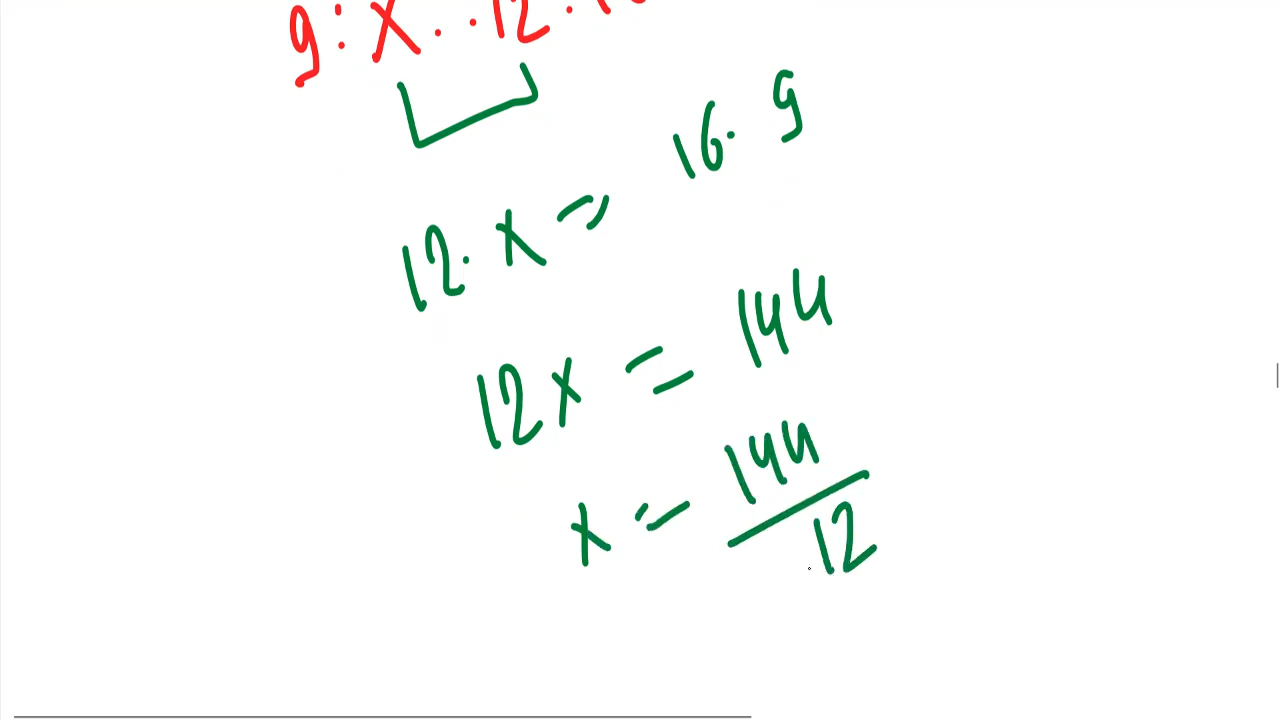 9 : x : : 12 :
12 · x = 16 · 9
12x = 144
x = 144/12